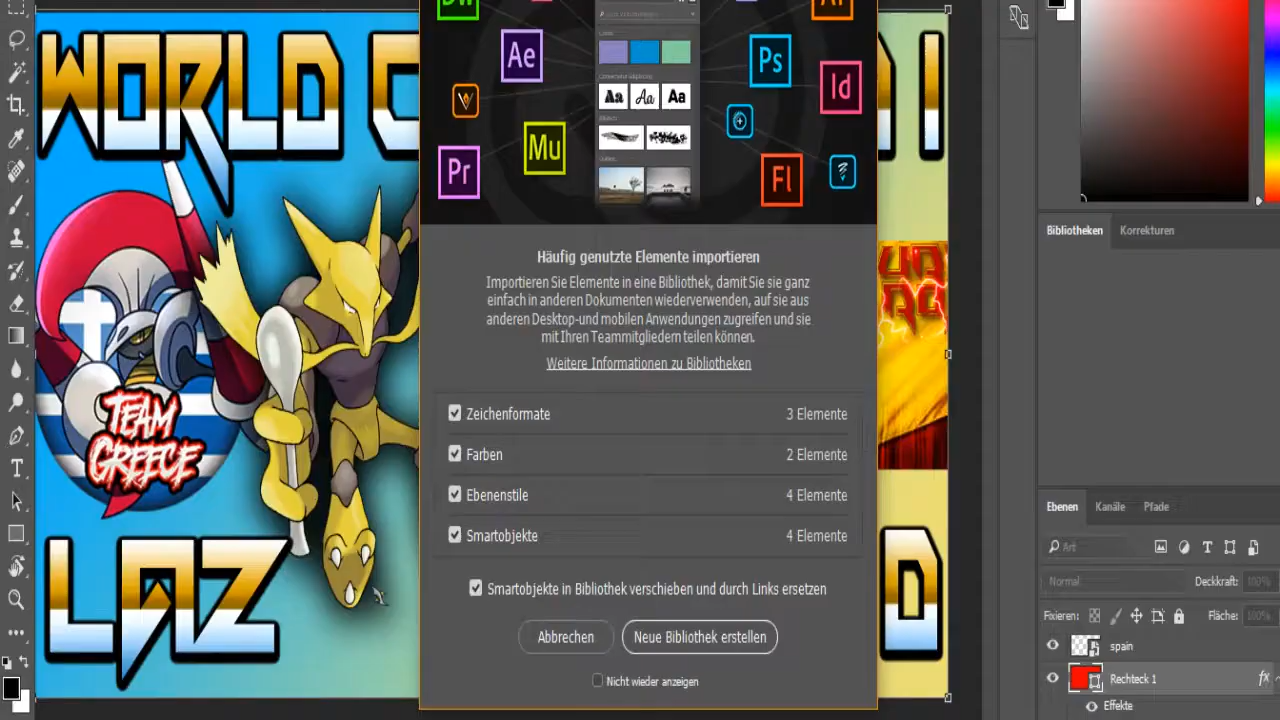 WORLD C
D I
Dw
Ae
Ps
Id
Pr
Mu
Fl
Aa
Aa
Aa
TEAM
GREECE
LAZ
D
Häufig genutzte Elemente importieren
Importieren Sie Elemente in eine Bibliothek, damit Sie sie ganz
einfach in anderen Dokumenten wiederverwenden, auf sie aus
anderen Desktop-und mobilen Anwendungen zugreifen und sie
mit Ihren Teammitgliedern teilen können.
Weitere Informationen zu Bibliotheken
Zeichenformate 3 Elemente
Farben 2 Elemente
Ebenenstile 4 Elemente
Smartobjekte 4 Elemente
Smartobjekte in Bibliothek verschieben und durch Links ersetzen
Abbrechen Neue Bibliothek erstellen
Nicht wieder anzeigen
Bibliotheken Korrekturen
Ebenen Kanäle Pfade
Art
Normal Deckkraft: 100%
Fixieren: Fläche: 100%
spain
Rechteck 1 fx
Effekte